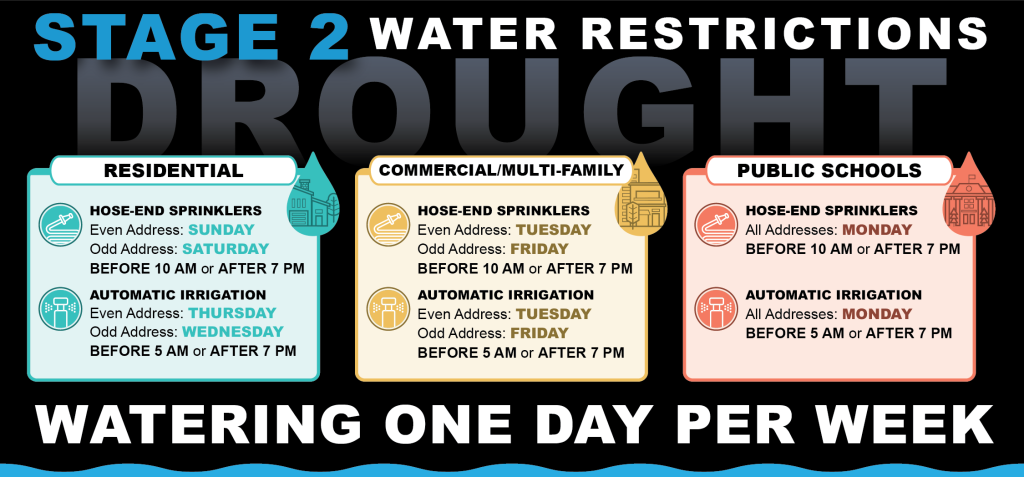 STAGE 2 WATER RESTRICTIONS
DROUGHT
RESIDENTIAL
HOSE-END SPRINKLERS
Even Address: SUNDAY
Odd Address: SATURDAY
BEFORE 10 AM or AFTER 7 PM
AUTOMATIC IRRIGATION
Even Address: THURSDAY
Odd Address: WEDNESDAY
BEFORE 5 AM or AFTER 7 PM
COMMERCIAL/MULTI-FAMILY
HOSE-END SPRINKLERS
Even Address: TUESDAY
Odd Address: FRIDAY
BEFORE 10 AM or AFTER 7 PM
AUTOMATIC IRRIGATION
Even Address: TUESDAY
Odd Address: FRIDAY
BEFORE 5 AM or AFTER 7 PM
PUBLIC SCHOOLS
HOSE-END SPRINKLERS
All Addresses: MONDAY
BEFORE 10 AM or AFTER 7 PM
AUTOMATIC IRRIGATION
All Addresses: MONDAY
BEFORE 5 AM or AFTER 7 PM
WATERING ONE DAY PER WEEK